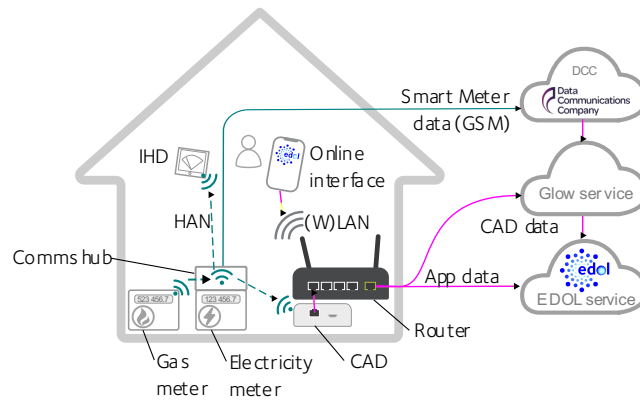 DCC
Data
Communications
Company
Smart Meter
data (GSM)
IHD
edol
Online
interface
Glow service
HAN
(W)LAN
CAD data
Comms hub
edol
App data
EDOL service
523 456.7
123 456.7
Router
Gas
meter
Electricity
meter
CAD